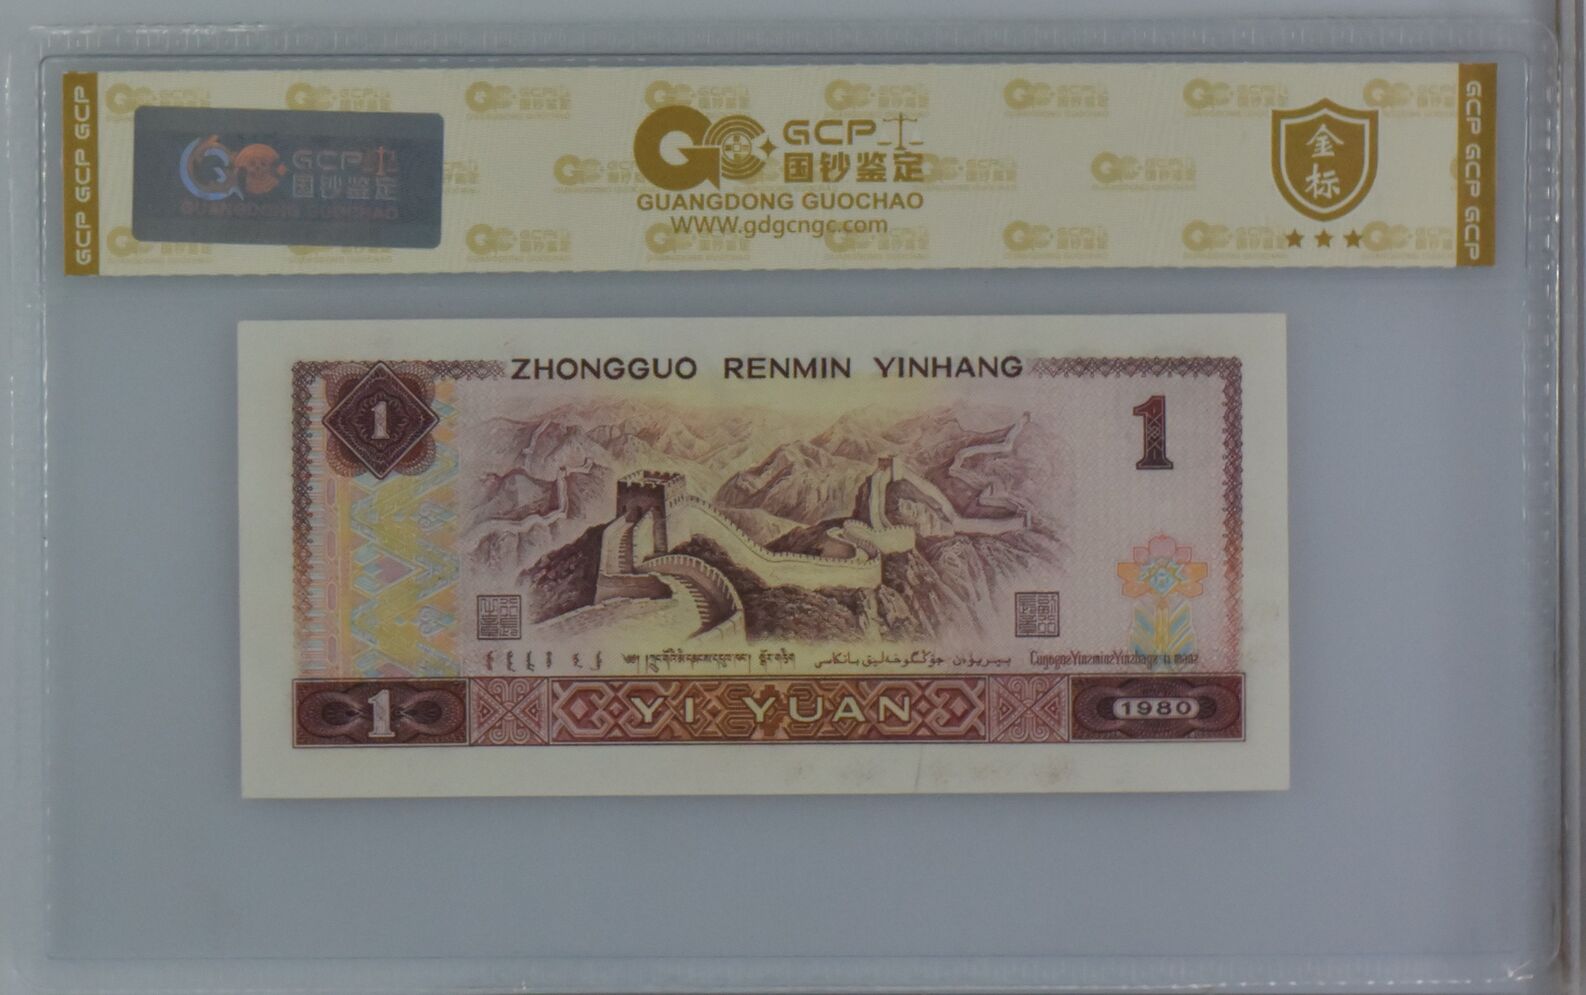 GCP GCP GCP
GCP
国钞鉴定
GUANGDONG GUOCHAO
GCP
国钞鉴定
GUANGDONG GUOCHAO
WWW.gdgcngc.com
金标
GCP GCP GCP
ZHONGGUO RENMIN YINHANG
1
1
1
YI YUAN
1980